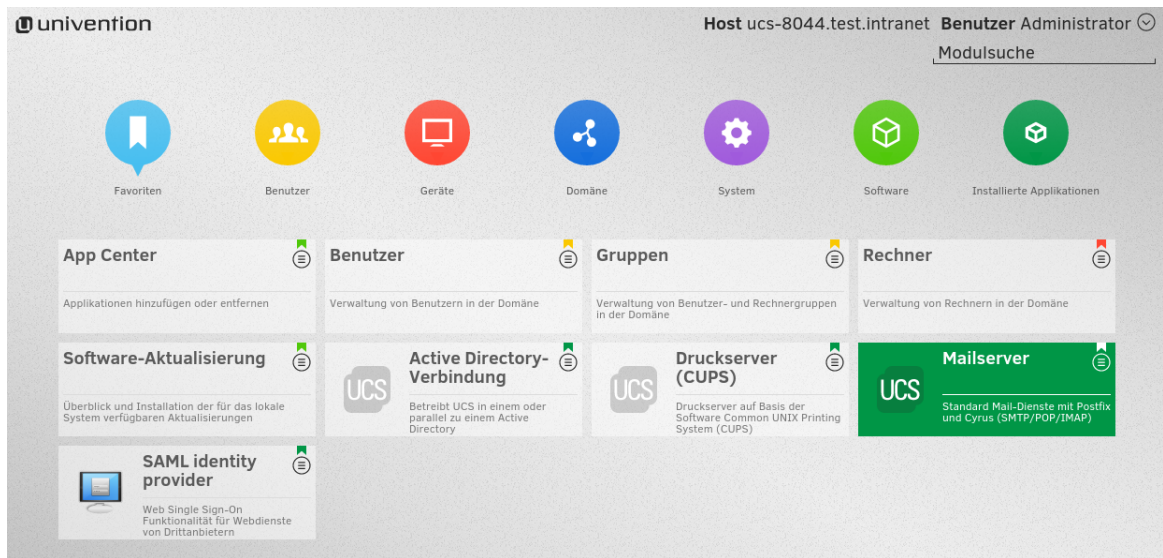 univention
Host ucs-8044.test.intranet Benutzer Administrator
Modulsuche
Favoriten
Benutzer
Geräte
Domäne
System
Software
Installierte Applikationen
App Center
Applikationen hinzufügen oder entfernen
Benutzer
Verwaltung von Benutzern in der Domäne
Gruppen
Verwaltung von Benutzer- und Rechnergruppen
in der Domäne
Rechner
Verwaltung von Rechnern in der Domäne
Software-Aktualisierung
Überblick und Installation der für das lokale
System verfügbaren Aktualisierungen
UCS
Active Directory-
Verbindung
Betreibt UCS in einem oder
parallel zu einem Active
Directory
UCS
Druckserver
(CUPS)
Druckserver auf Basis der
Software Common UNIX Printing
System (CUPS)
UCS
Mailserver
Standard Mail-Dienste mit Postfix
und Cyrus (SMTP/POP/IMAP)
SAML identity
provider
Web Single Sign-On
Funktionalität für Webdienste
von Drittanbietern